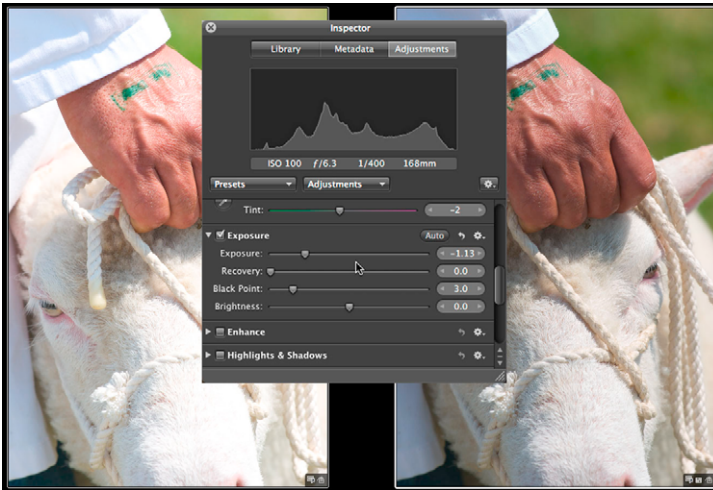 Inspector
Library Metadata Adjustments
ISO 100 ƒ/6.3 1/400 168mm
Presets Adjustments
Tint: -2
Exposure Auto
Exposure: -1.13
Recovery: 0.0
Black Point: 3.0
Brightness: 0.0
Enhance
Highlights & Shadows